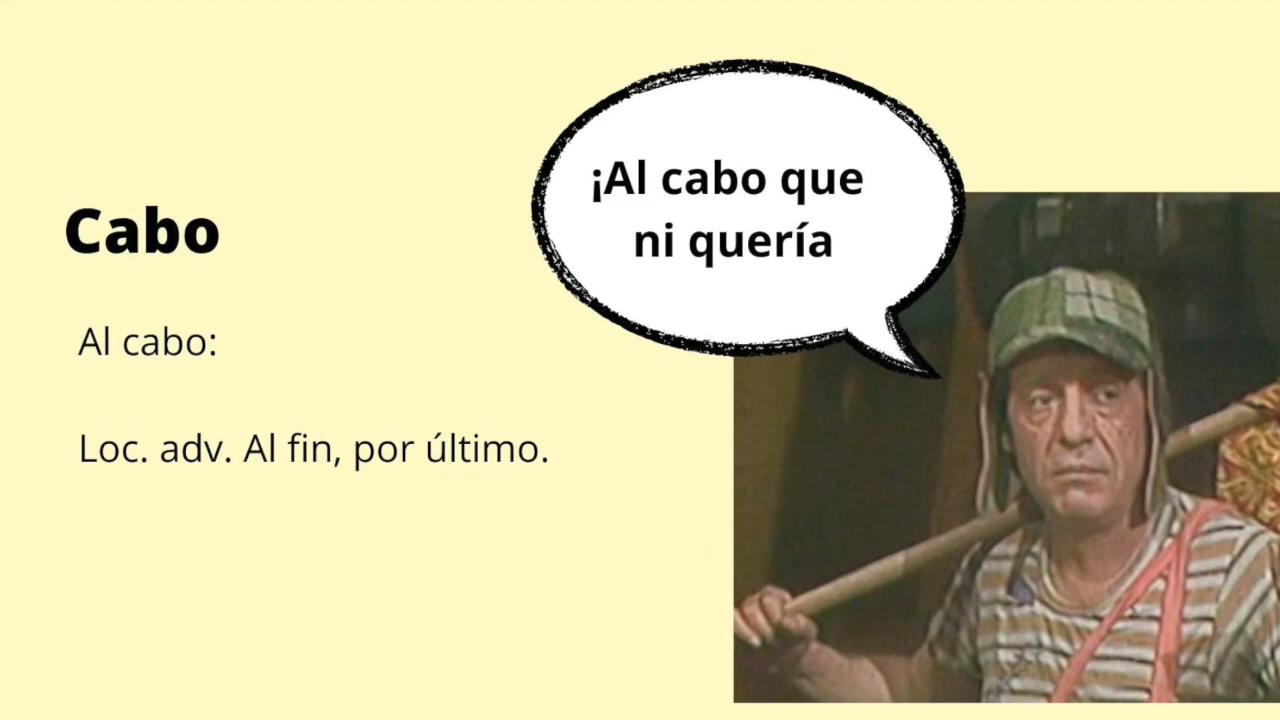 ¡Al cabo que
ni quería
Cabo
Al cabo:
Loc. adv. Al fin, por último.